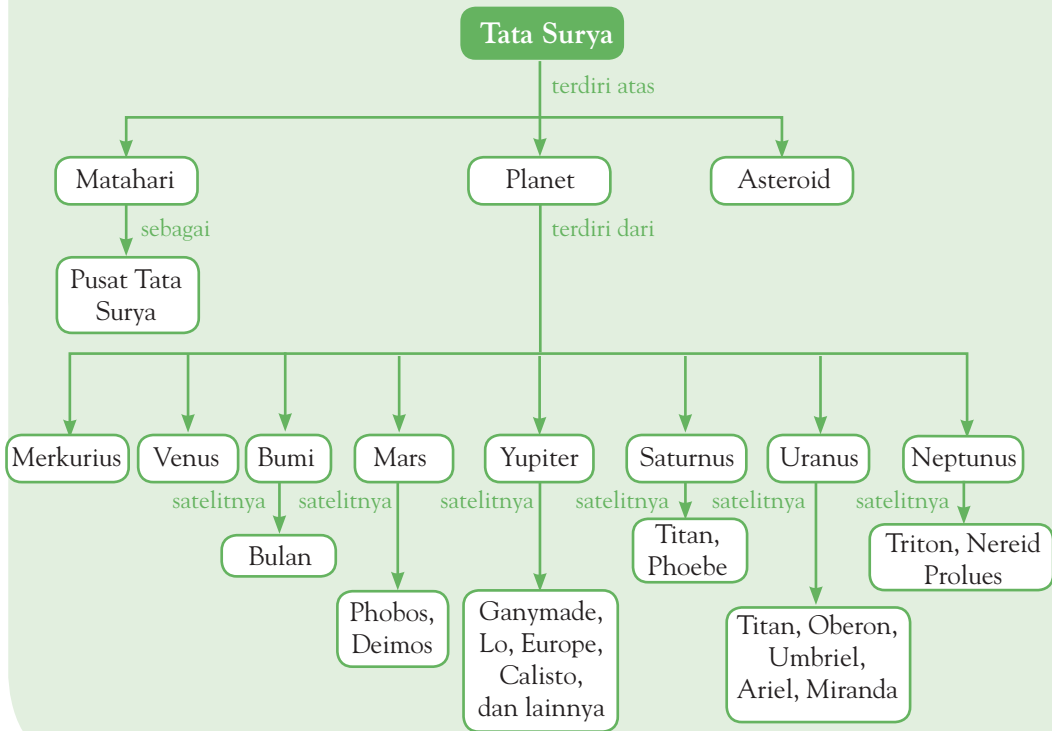 Tata Surya
terdiri atas
Matahari
Planet
Asteroid
sebagai
terdiri dari
Pusat Tata
Surya
Merkurius
Venus
Bumi
Mars
Yupiter
Saturnus
Uranus
Neptunus
satelitnya
satelitnya
satelitnya
satelitnya
satelitnya
satelitnya
Bulan
Phobos,
Deimos
Ganymade,
Lo, Europe,
Calisto,
dan lainnya
Titan,
Phoebe
Titan, Oberon,
Umbriel,
Ariel, Miranda
Triton, Nereid
Prolues